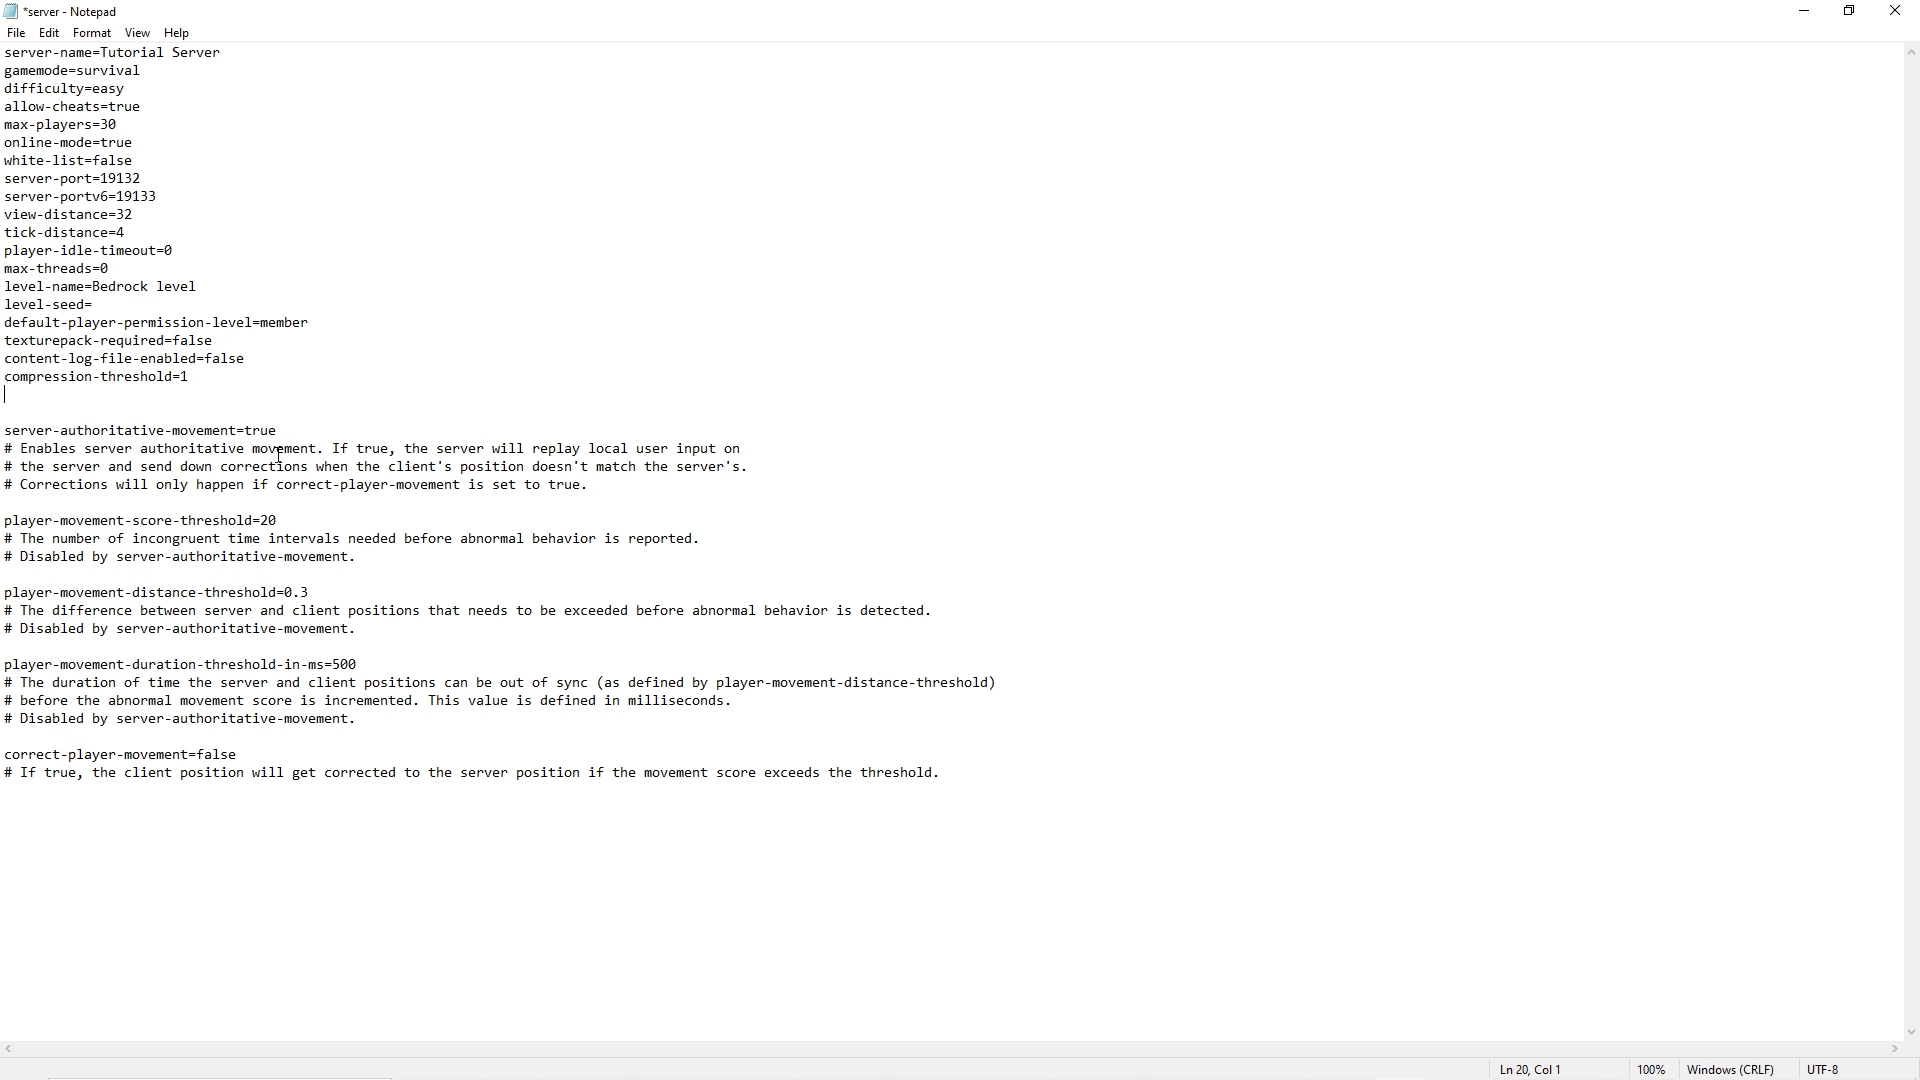 *server - Notepad
File Edit Format View Help
server-name=Tutorial Server
gamemode=survival
difficulty=easy
allow-cheats=true
max-players=30
online-mode=true
white-list=false
server-port=19132
server-portv6=19133
view-distance=32
tick-distance=4
player-idle-timeout=0
max-threads=0
level-name=Bedrock level
level-seed=
default-player-permission-level=member
texturepack-required=false
content-log-file-enabled=false
compression-threshold=1
server-authoritative-movement=true
# Enables server authoritative movement. If true, the server will replay local user input on
# the server and send down corrections when the client's position doesn't match the server's.
# Corrections will only happen if correct-player-movement is set to true.
player-movement-score-threshold=20
# The number of incongruent time intervals needed before abnormal behavior is reported.
# Disabled by server-authoritative-movement.
player-movement-distance-threshold=0.3
# The difference between server and client positions that needs to be exceeded before abnormal behavior is detected.
# Disabled by server-authoritative-movement.
player-movement-duration-threshold-in-ms=500
# The duration of time the server and client positions can be out of sync (as defined by player-movement-distance-threshold)
# before the abnormal movement score is incremented. This value is defined in milliseconds.
# Disabled by server-authoritative-movement.
correct-player-movement=false
# If true, the client position will get corrected to the server position if the movement score exceeds the threshold.
Ln 20, Col 1 100% Windows (CRLF) UTF-8